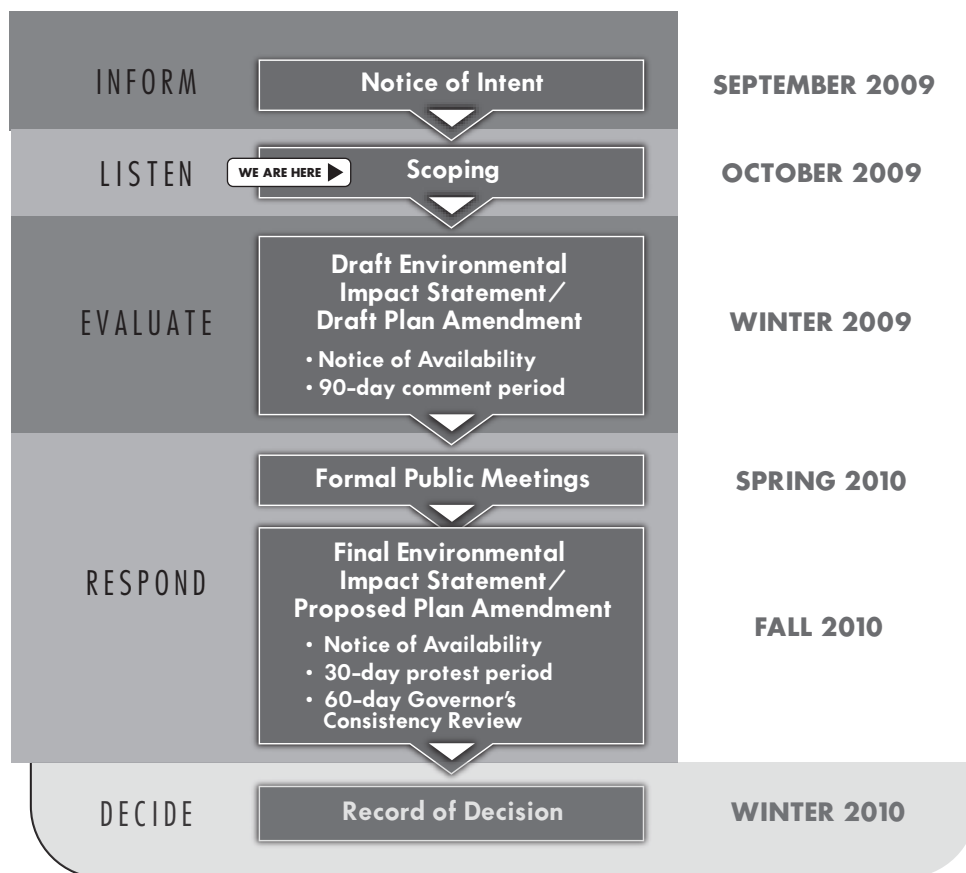 INFORM
Notice of Intent
SEPTEMBER 2009
LISTEN
WE ARE HERE
Scoping
OCTOBER 2009
EVALUATE
Draft Environmental
Impact Statement/
Draft Plan Amendment
• Notice of Availability
• 90-day comment period
WINTER 2009
RESPOND
Formal Public Meetings
SPRING 2010
Final Environmental
Impact Statement/
Proposed Plan Amendment
• Notice of Availability
• 30-day protest period
• 60-day Governor's
Consistency Review
FALL 2010
DECIDE
Record of Decision
WINTER 2010